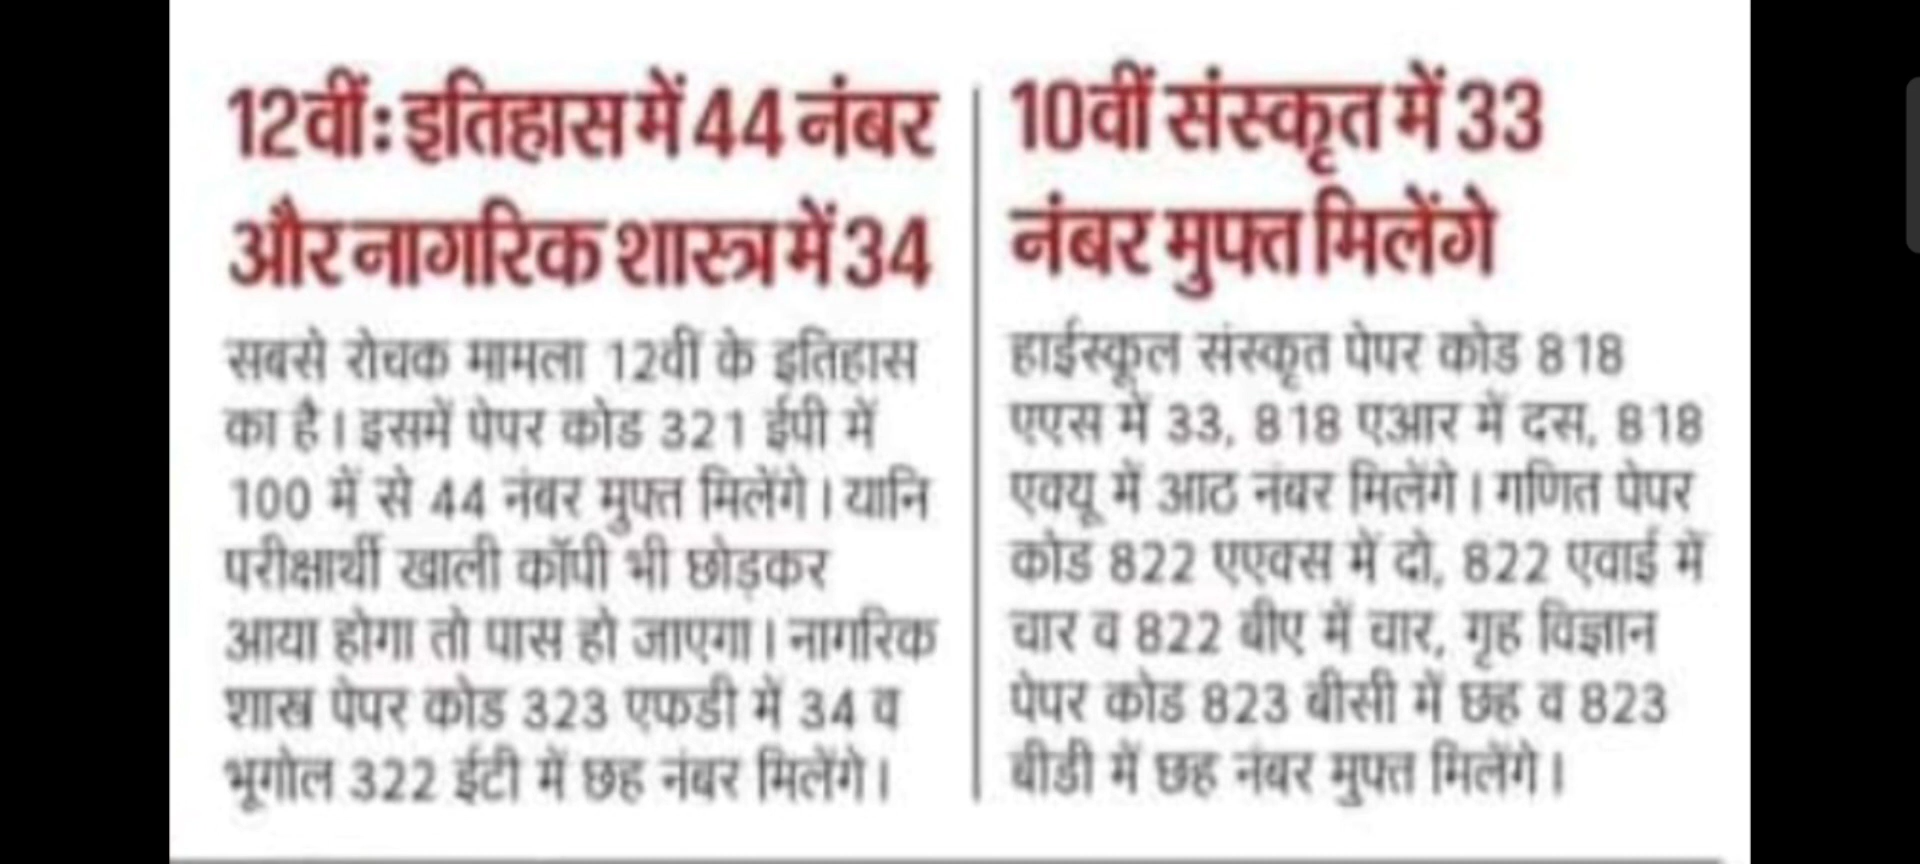 12वीं: इतिहास में 44 नंबर
और नागरिक शास्त्र में 34
सबसे रोचक मामला 12वीं के इतिहास
का है। इसमें पेपर कोड 321 ईपी में
100 में से 44 नंबर मुफ्त मिलेंगे। यानि
परीक्षार्थी खाली कॉपी भी छोड़कर
आया होगा तो पास हो जाएगा। नागरिक
शास्त्र पेपर कोड 323 एफडी में 34 व
भूगोल 322 ईटी में छह नंबर मिलेंगे।
10वीं संस्कृत में 33
नंबर मुफ्त मिलेंगे
हाईस्कूल संस्कृत पेपर कोड 818
एएस में 33, 818 एआर में दस, 818
एक्यू में आठ नंबर मिलेंगे। गणित पेपर
कोड 822 एएक्स में दो, 822 एवाई में
चार व 822 बीए में चार, गृह विज्ञान
पेपर कोड 823 बीसी में छह व 823
बीडी में छह नंबर मुफ्त मिलेंगे।